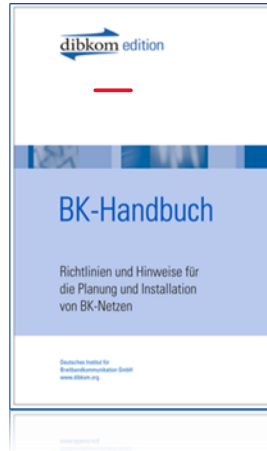 dibkom edition
BK-Handbuch
Richtlinien und Hinweise für
die Planung und Installation
von BK-Netzen
Deutsches Institut für
Breitbandkommunikation GmbH
www.dibkom.org